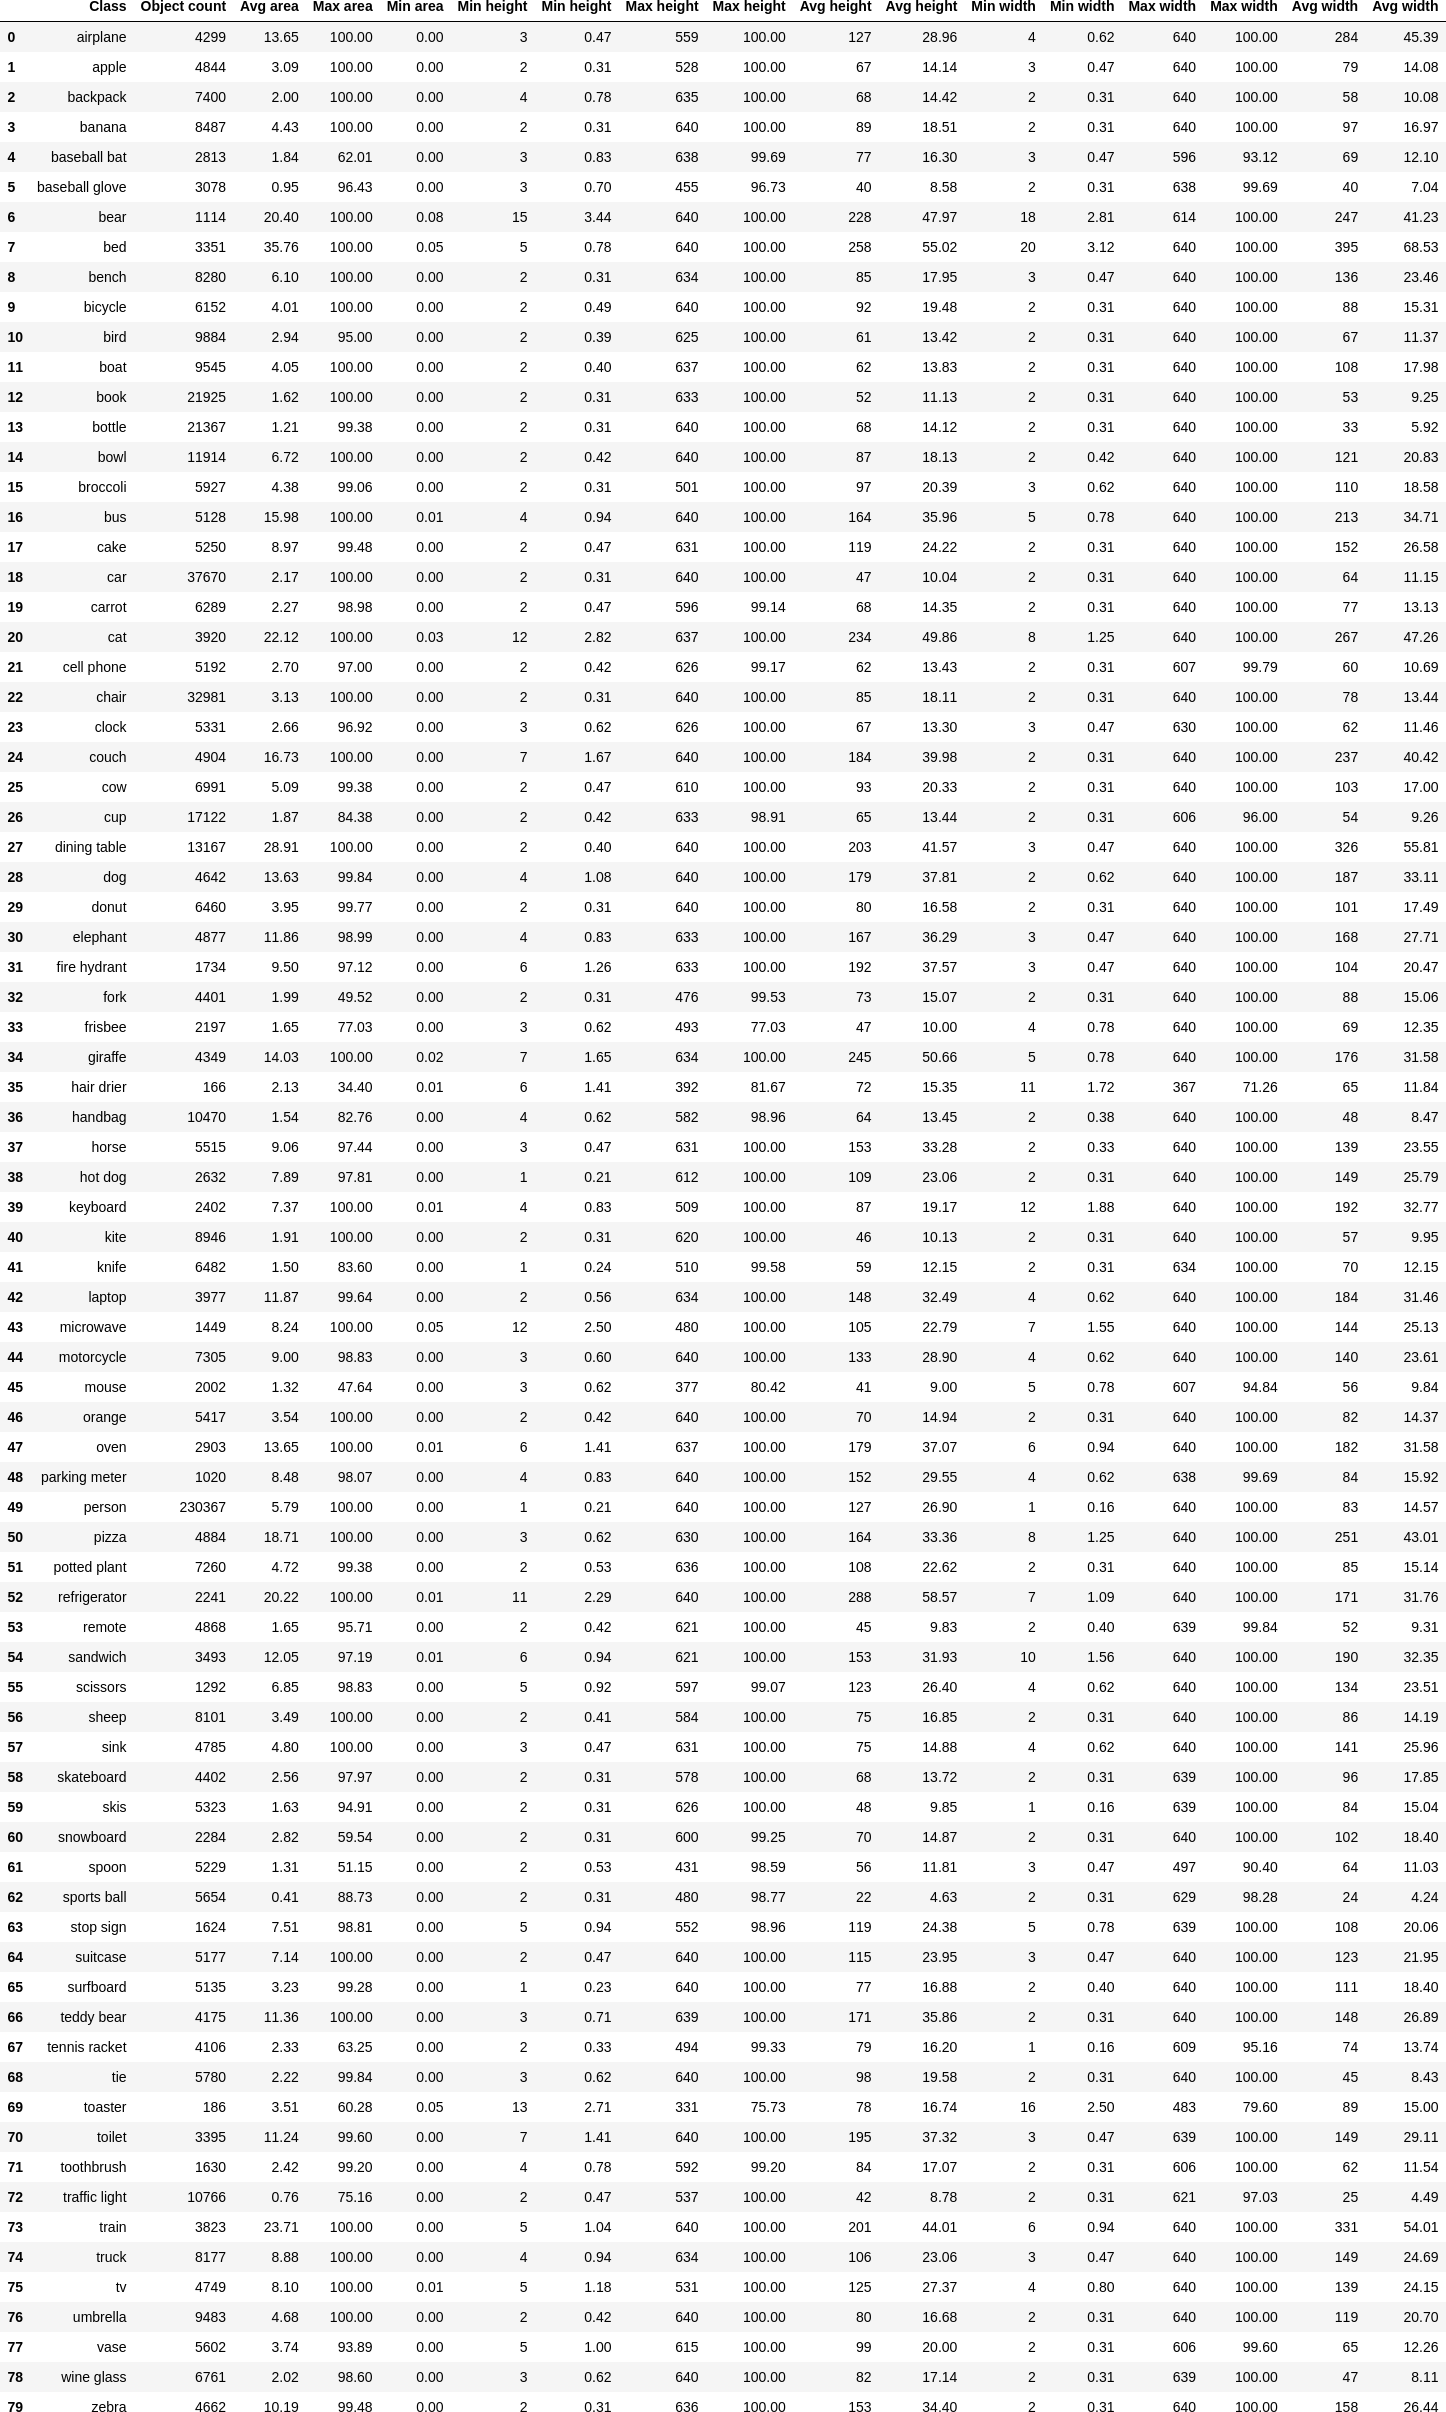 Class Object count Avg area Max area Min area Min height Min height Max height Max height Avg height Avg height Min width Min width Max width Max width Avg width Avg width
0 airplane 4299 13.65 100.00 0.00 3 0.47 559 100.00 127 28.96 4 0.62 640 100.00 284 45.39
1 apple 4844 3.09 100.00 0.00 2 0.31 528 100.00 67 14.14 3 0.47 640 100.00 79 14.08
2 backpack 7400 2.00 100.00 0.00 4 0.78 635 100.00 68 14.42 2 0.31 640 100.00 58 10.08
3 banana 8487 4.43 100.00 0.00 2 0.31 640 100.00 89 18.51 2 0.31 640 100.00 97 16.97
4 baseball bat 2813 1.84 62.01 0.00 3 0.83 638 99.69 77 16.30 3 0.47 596 93.12 69 12.10
5 baseball glove 3078 0.95 96.43 0.00 3 0.70 455 96.73 40 8.58 2 0.31 638 99.69 40 7.04
6 bear 1114 20.40 100.00 0.08 15 3.44 640 100.00 228 47.97 18 2.81 614 100.00 247 41.23
7 bed 3351 35.76 100.00 0.05 5 0.78 640 100.00 258 55.02 20 3.12 640 100.00 395 68.53
8 bench 8280 6.10 100.00 0.00 2 0.31 634 100.00 85 17.95 3 0.47 640 100.00 136 23.46
9 bicycle 6152 4.01 100.00 0.00 2 0.49 640 100.00 92 19.48 2 0.31 640 100.00 88 15.31
10 bird 9884 2.94 95.00 0.00 2 0.39 625 100.00 61 13.42 2 0.31 640 100.00 67 11.37
11 boat 9545 4.05 100.00 0.00 2 0.40 637 100.00 62 13.83 2 0.31 640 100.00 108 17.98
12 book 21925 1.62 100.00 0.00 2 0.31 633 100.00 52 11.13 2 0.31 640 100.00 53 9.25
13 bottle 21367 1.21 99.38 0.00 2 0.31 640 100.00 68 14.12 2 0.31 640 100.00 33 5.92
14 bowl 11914 6.72 100.00 0.00 2 0.42 640 100.00 87 18.13 2 0.42 640 100.00 121 20.83
15 broccoli 5927 4.38 99.06 0.00 2 0.31 501 100.00 97 20.39 3 0.62 640 100.00 110 18.58
16 bus 5128 15.98 100.00 0.01 4 0.94 640 100.00 164 35.96 5 0.78 640 100.00 213 34.71
17 cake 5250 8.97 99.48 0.00 2 0.47 631 100.00 119 24.22 2 0.31 640 100.00 152 26.58
18 car 37670 2.17 100.00 0.00 2 0.31 640 100.00 47 10.04 2 0.31 640 100.00 64 11.15
19 carrot 6289 2.27 98.98 0.00 2 0.47 596 99.14 68 14.35 2 0.31 640 100.00 77 13.13
20 cat 3920 22.12 100.00 0.03 12 2.82 637 100.00 234 49.86 8 1.25 640 100.00 267 47.26
21 cell phone 5192 2.70 97.00 0.00 2 0.42 626 99.17 62 13.43 2 0.31 607 99.79 60 10.69
22 chair 32981 3.13 100.00 0.00 2 0.31 640 100.00 85 18.11 2 0.31 640 100.00 78 13.44
23 clock 5331 2.66 96.92 0.00 3 0.62 626 100.00 67 13.30 3 0.47 630 100.00 62 11.46
24 couch 4904 16.73 100.00 0.00 7 1.67 640 100.00 184 39.98 2 0.31 640 100.00 237 40.42
25 cow 6991 5.09 99.38 0.00 2 0.47 610 100.00 93 20.33 2 0.31 640 100.00 103 17.00
26 cup 17122 1.87 84.38 0.00 2 0.42 633 98.91 65 13.44 2 0.31 606 96.00 54 9.26
27 dining table 13167 28.91 100.00 0.00 2 0.40 640 100.00 203 41.57 3 0.47 640 100.00 326 55.81
28 dog 4642 13.63 99.84 0.00 4 1.08 640 100.00 179 37.81 2 0.62 640 100.00 187 33.11
29 donut 6460 3.95 99.77 0.00 2 0.31 640 100.00 80 16.58 2 0.31 640 100.00 101 17.49
30 elephant 4877 11.86 98.99 0.00 4 0.83 633 100.00 167 36.29 3 0.47 640 100.00 168 27.71
31 fire hydrant 1734 9.50 97.12 0.00 6 1.26 633 100.00 192 37.57 3 0.47 640 100.00 104 20.47
32 fork 4401 1.99 49.52 0.00 2 0.31 476 99.53 73 15.07 2 0.31 640 100.00 88 15.06
33 frisbee 2197 1.65 77.03 0.00 3 0.62 493 77.03 47 10.00 4 0.78 640 100.00 69 12.35
34 giraffe 4349 14.03 100.00 0.02 7 1.65 634 100.00 245 50.66 5 0.78 640 100.00 176 31.58
35 hair drier 166 2.13 34.40 0.01 6 1.41 392 81.67 72 15.35 11 1.72 367 71.26 65 11.84
36 handbag 10470 1.54 82.76 0.00 4 0.62 582 98.96 64 13.45 2 0.38 640 100.00 48 8.47
37 horse 5515 9.06 97.44 0.00 3 0.47 631 100.00 153 33.28 2 0.33 640 100.00 139 23.55
38 hot dog 2632 7.89 97.81 0.00 1 0.21 612 100.00 109 23.06 2 0.31 640 100.00 149 25.79
39 keyboard 2402 7.37 100.00 0.01 4 0.83 509 100.00 87 19.17 12 1.88 640 100.00 192 32.77
40 kite 8946 1.91 100.00 0.00 2 0.31 620 100.00 46 10.13 2 0.31 640 100.00 57 9.95
41 knife 6482 1.50 83.60 0.00 1 0.24 510 99.58 59 12.15 2 0.31 634 100.00 70 12.15
42 laptop 3977 11.87 99.64 0.00 2 0.56 634 100.00 148 32.49 4 0.62 640 100.00 184 31.46
43 microwave 1449 8.24 100.00 0.05 12 2.50 480 100.00 105 22.79 7 1.55 640 100.00 144 25.13
44 motorcycle 7305 9.00 98.83 0.00 3 0.60 640 100.00 133 28.90 4 0.62 640 100.00 140 23.61
45 mouse 2002 1.32 47.64 0.00 3 0.62 377 80.42 41 9.00 5 0.78 607 94.84 56 9.84
46 orange 5417 3.54 100.00 0.00 2 0.42 640 100.00 70 14.94 2 0.31 640 100.00 82 14.37
47 oven 2903 13.65 100.00 0.01 6 1.41 637 100.00 179 37.07 6 0.94 640 100.00 182 31.58
48 parking meter 1020 8.48 98.07 0.00 4 0.83 640 100.00 152 29.55 4 0.62 638 99.69 84 15.92
49 person 230367 5.79 100.00 0.00 1 0.21 640 100.00 127 26.90 1 0.16 640 100.00 83 14.57
50 pizza 4884 18.71 100.00 0.00 3 0.62 630 100.00 164 33.36 8 1.25 640 100.00 251 43.01
51 potted plant 7260 4.72 99.38 0.00 2 0.53 636 100.00 108 22.62 2 0.31 640 100.00 85 15.14
52 refrigerator 2241 20.22 100.00 0.01 11 2.29 640 100.00 288 58.57 7 1.09 640 100.00 171 31.76
53 remote 4868 1.65 95.71 0.00 2 0.42 621 100.00 45 9.83 2 0.40 639 99.84 52 9.31
54 sandwich 3493 12.05 97.19 0.01 6 0.94 621 100.00 153 31.93 10 1.56 640 100.00 190 32.35
55 scissors 1292 6.85 98.83 0.00 5 0.92 597 99.07 123 26.40 4 0.62 640 100.00 134 23.51
56 sheep 8101 3.49 100.00 0.00 2 0.41 584 100.00 75 16.85 2 0.31 640 100.00 86 14.19
57 sink 4785 4.80 100.00 0.00 3 0.47 631 100.00 75 14.88 4 0.62 640 100.00 141 25.96
58 skateboard 4402 2.56 97.97 0.00 2 0.31 578 100.00 68 13.72 2 0.31 639 100.00 96 17.85
59 skis 5323 1.63 94.91 0.00 2 0.31 626 100.00 48 9.85 1 0.16 639 100.00 84 15.04
60 snowboard 2284 2.82 59.54 0.00 2 0.31 600 99.25 70 14.87 2 0.31 640 100.00 102 18.40
61 spoon 5229 1.31 51.15 0.00 2 0.53 431 98.59 56 11.81 3 0.47 497 90.40 64 11.03
62 sports ball 5654 0.41 88.73 0.00 2 0.31 480 98.77 22 4.63 2 0.31 629 98.28 24 4.24
63 stop sign 1624 7.51 98.81 0.00 5 0.94 552 98.96 119 24.38 5 0.78 639 100.00 108 20.06
64 suitcase 5177 7.14 100.00 0.00 2 0.47 640 100.00 115 23.95 3 0.47 640 100.00 123 21.95
65 surfboard 5135 3.23 99.28 0.00 1 0.23 640 100.00 77 16.88 2 0.40 640 100.00 111 18.40
66 teddy bear 4175 11.36 100.00 0.00 3 0.71 639 100.00 171 35.86 2 0.31 640 100.00 148 26.89
67 tennis racket 4106 2.33 63.25 0.00 2 0.33 494 99.33 79 16.20 1 0.16 609 95.16 74 13.74
68 tie 5780 2.22 99.84 0.00 3 0.62 640 100.00 98 19.58 2 0.31 640 100.00 45 8.43
69 toaster 186 3.51 60.28 0.05 13 2.71 331 75.73 78 16.74 16 2.50 483 79.60 89 15.00
70 toilet 3395 11.24 99.60 0.00 7 1.41 640 100.00 195 37.32 3 0.47 639 100.00 149 29.11
71 toothbrush 1630 2.42 99.20 0.00 4 0.78 592 99.20 84 17.07 2 0.31 606 100.00 62 11.54
72 traffic light 10766 0.76 75.16 0.00 2 0.47 537 100.00 42 8.78 2 0.31 621 97.03 25 4.49
73 train 3823 23.71 100.00 0.00 5 1.04 640 100.00 201 44.01 6 0.94 640 100.00 331 54.01
74 truck 8177 8.88 100.00 0.00 4 0.94 634 100.00 106 23.06 3 0.47 640 100.00 149 24.69
75 tv 4749 8.10 100.00 0.01 5 1.18 531 100.00 125 27.37 4 0.80 640 100.00 139 24.15
76 umbrella 9483 4.68 100.00 0.00 2 0.42 640 100.00 80 16.68 2 0.31 640 100.00 119 20.70
77 vase 5602 3.74 93.89 0.00 5 1.00 615 100.00 99 20.00 2 0.31 606 99.60 65 12.26
78 wine glass 6761 2.02 98.60 0.00 3 0.62 640 100.00 82 17.14 2 0.31 639 100.00 47 8.11
79 zebra 4662 10.19 99.48 0.00 2 0.31 636 100.00 153 34.40 2 0.31 640 100.00 158 26.44